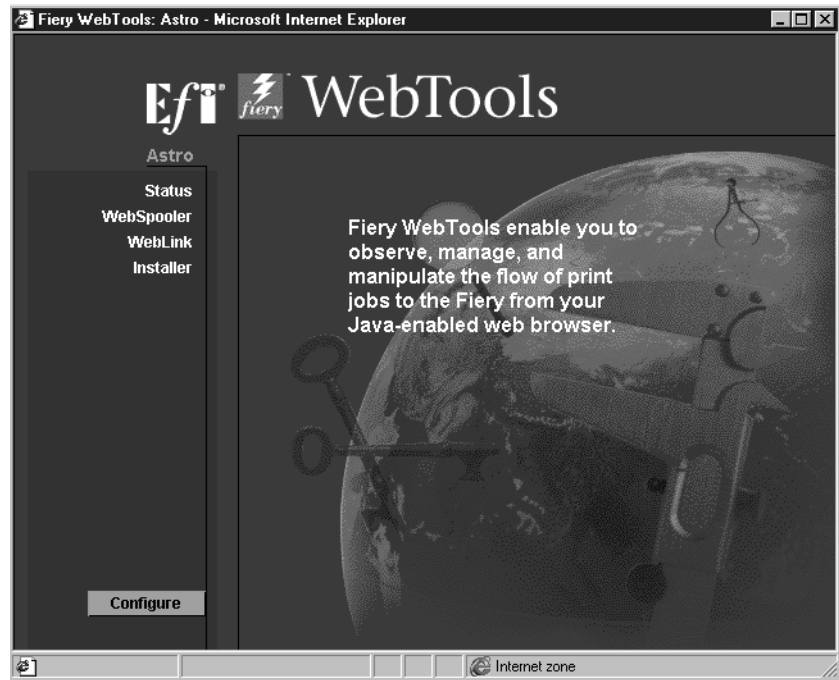 Fiery WebTools: Astro - Microsoft Internet Explorer
Efi fiery WebTools
Astro
Status
WebSpooler
WebLink
Installer
Fiery WebTools enable you to
observe, manage, and
manipulate the flow of print
jobs to the Fiery from your
Java-enabled web browser.
Configure
Internet zone